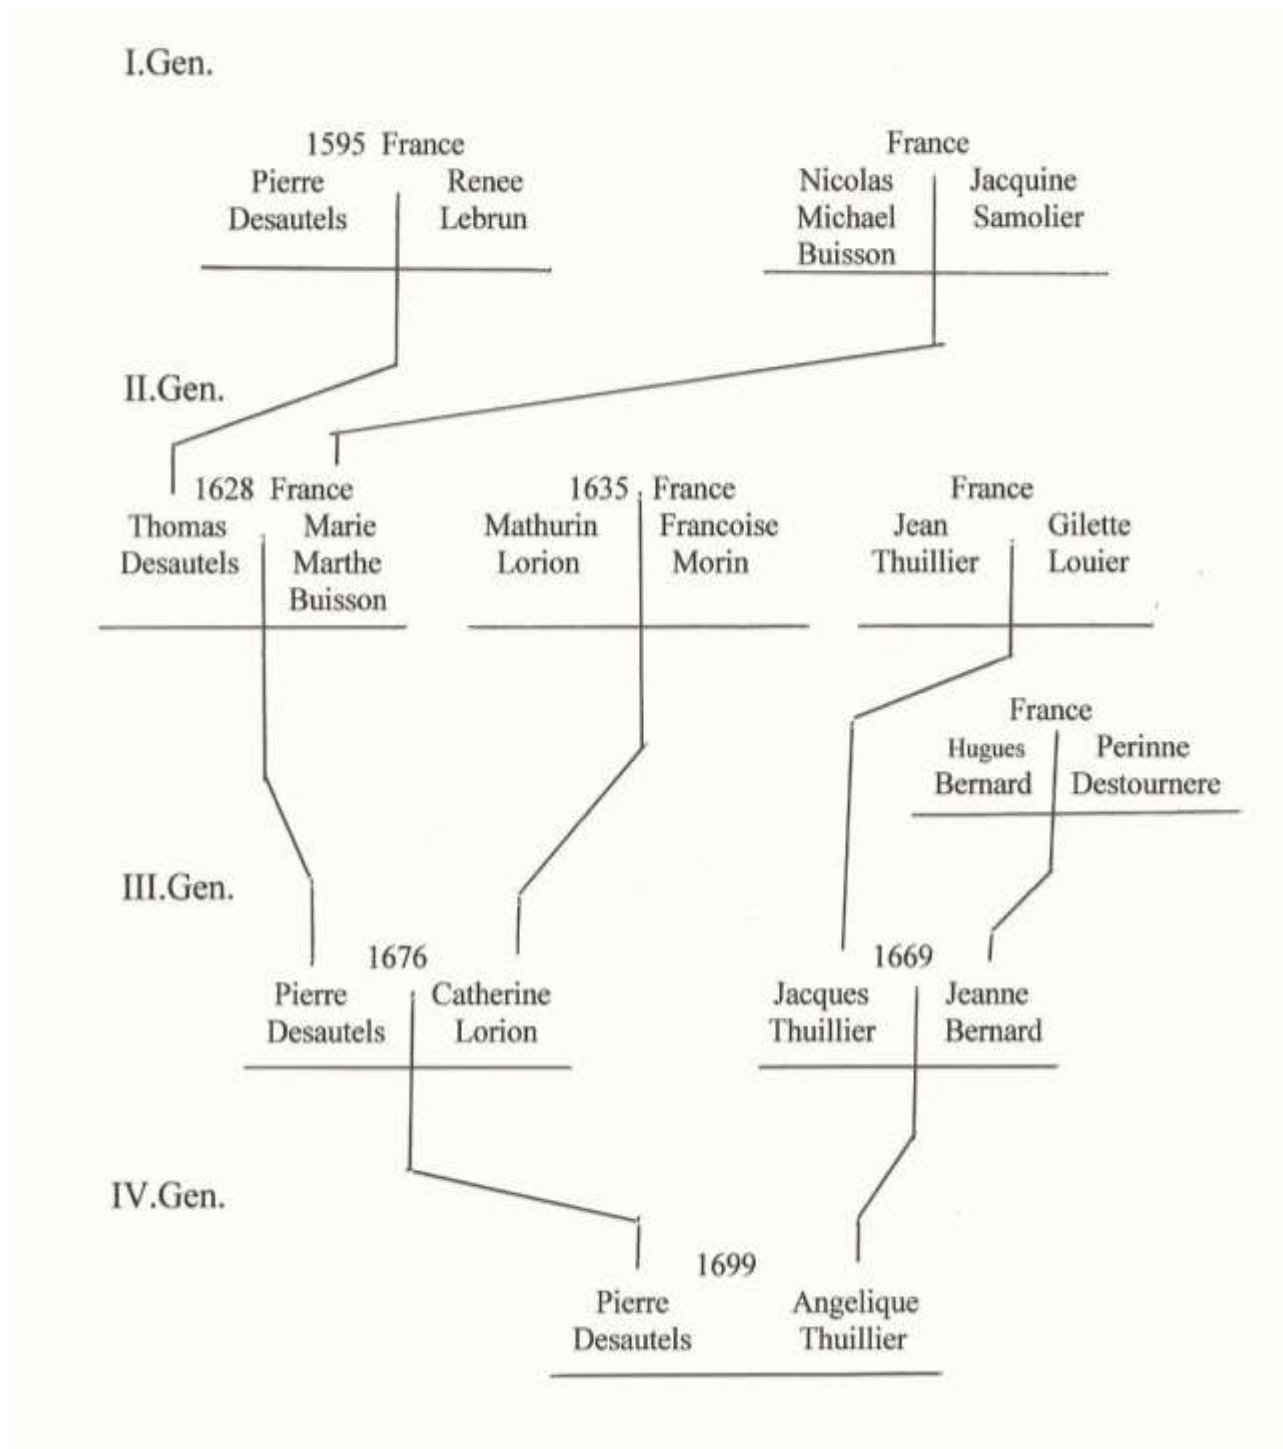 I.Gen.
1595 France
Pierre Renee
Desautels Lebrun
France
Nicolas Jacquine
Michael Samolier
Buisson
II.Gen.
1628 France
Thomas Marie
Desautels Marthe
Buisson
1635 France
Mathurin Francoise
Lorion Morin
France
Jean Gilette
Thuillier Louier
France
Hugues Perinne
Bernard Destournere
III.Gen.
1676
Pierre Catherine
Desautels Lorion
1669
Jacques Jeanne
Thuillier Bernard
IV.Gen.
1699
Pierre Angelique
Desautels Thuillier